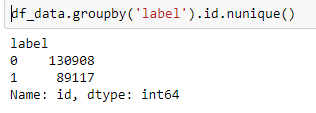 df_data.groupby('label').id.nunique()
label
0    130908
1     89117
Name: id, dtype: int64